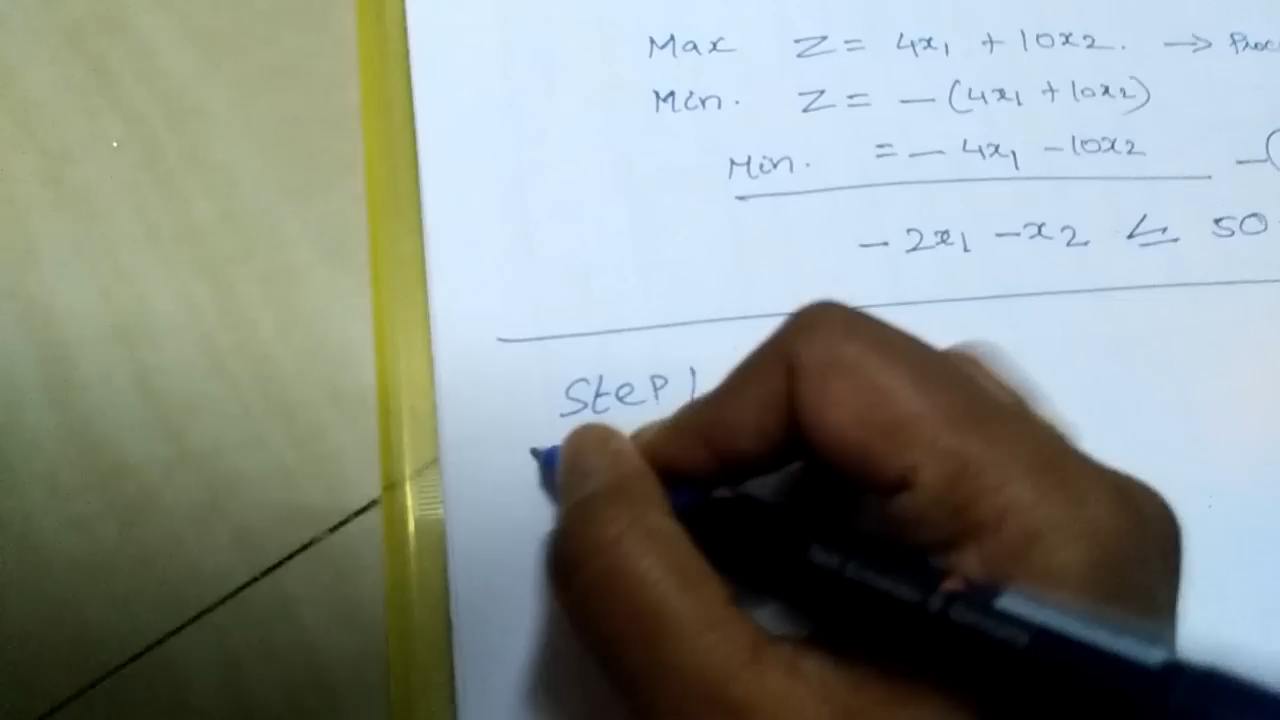 Max Z = 4x₁ + 10x2. →
Min. Z = - (4x₁ + 10x2)
Min. = - 4x₁ - 10x2 -(
- 2x₁ - x2 ≤ 50
Step 1